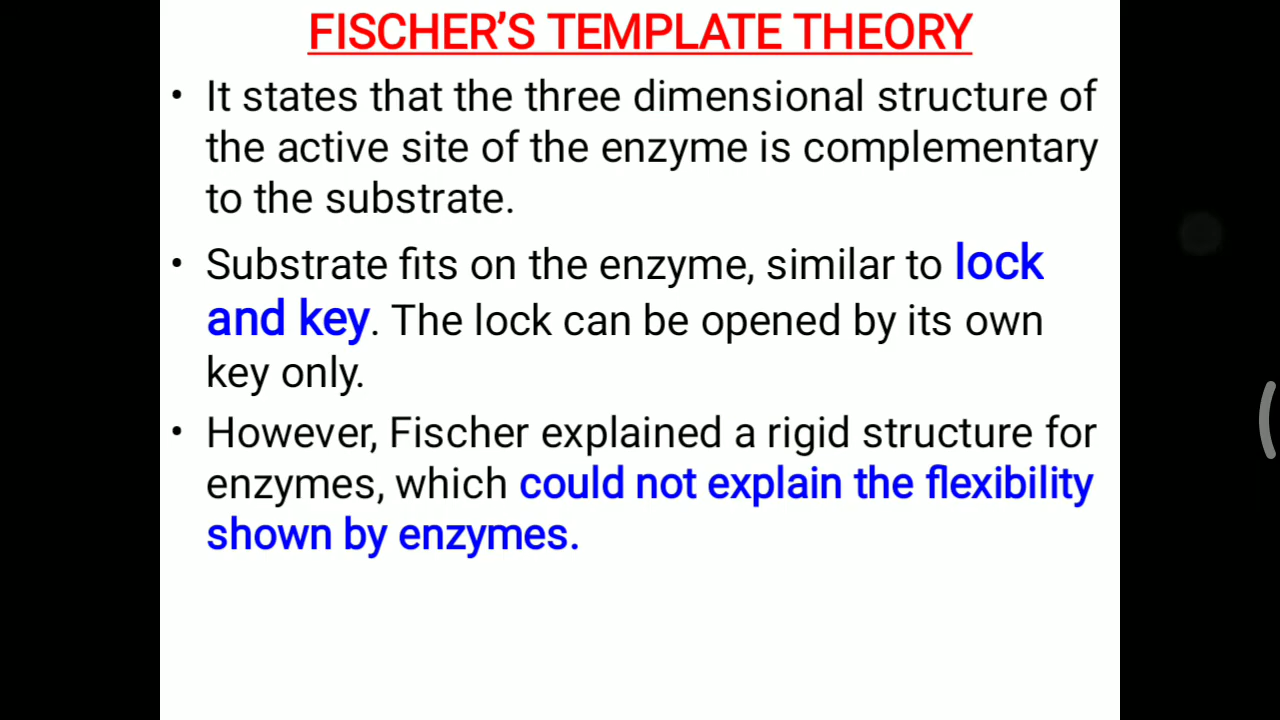 FISCHER’S TEMPLATE THEORY
• It states that the three dimensional structure of
the active site of the enzyme is complementary
to the substrate.
• Substrate fits on the enzyme, similar to lock
and key. The lock can be opened by its own
key only.
• However, Fischer explained a rigid structure for
enzymes, which could not explain the flexibility
shown by enzymes.